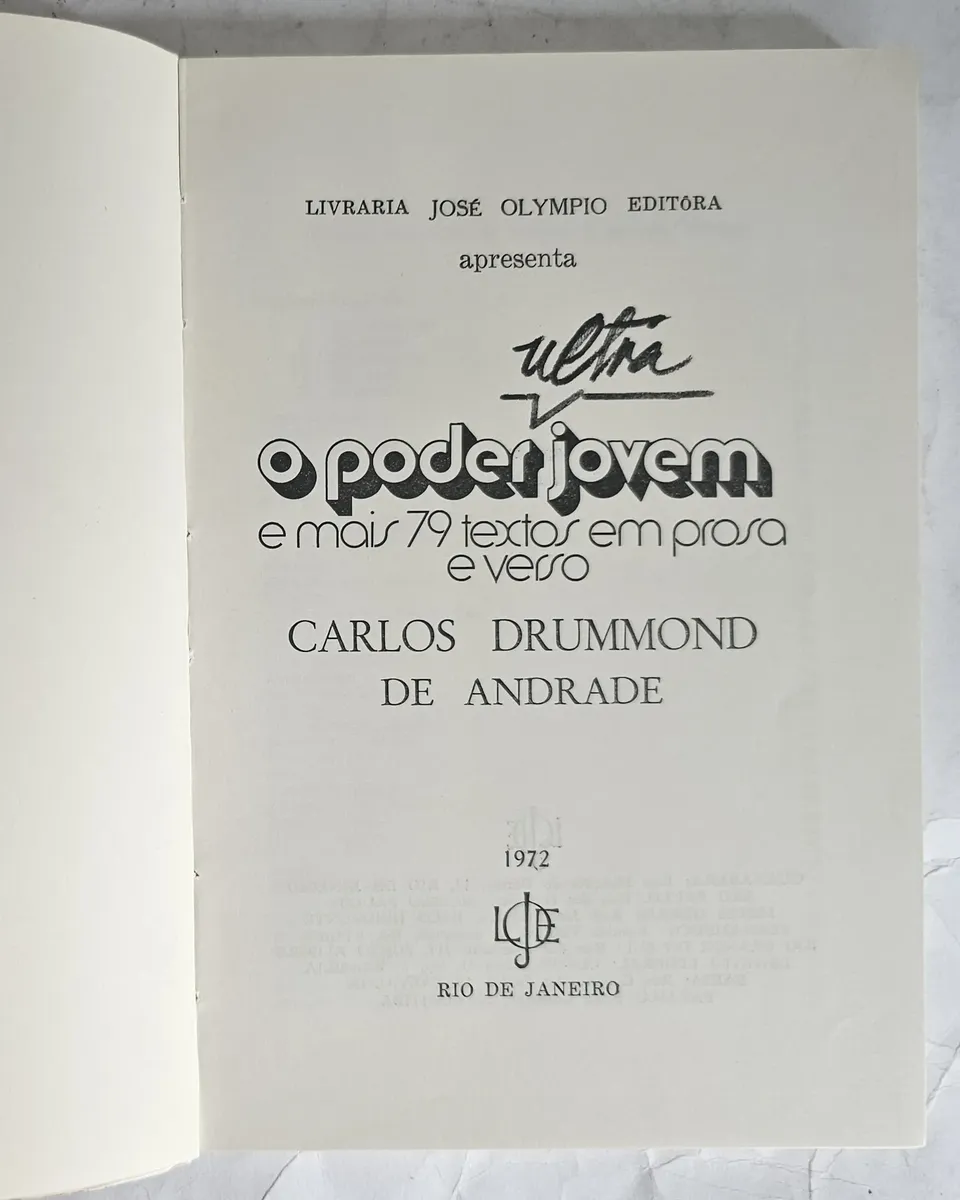 LIVRARIA JOSÉ OLYMPIO EDITÔRA
apresenta
ultra
o poder jovem
e mais 79 textos em prosa
e verso
CARLOS DRUMMOND
DE ANDRADE
1972
LJOE
RIO DE JANEIRO